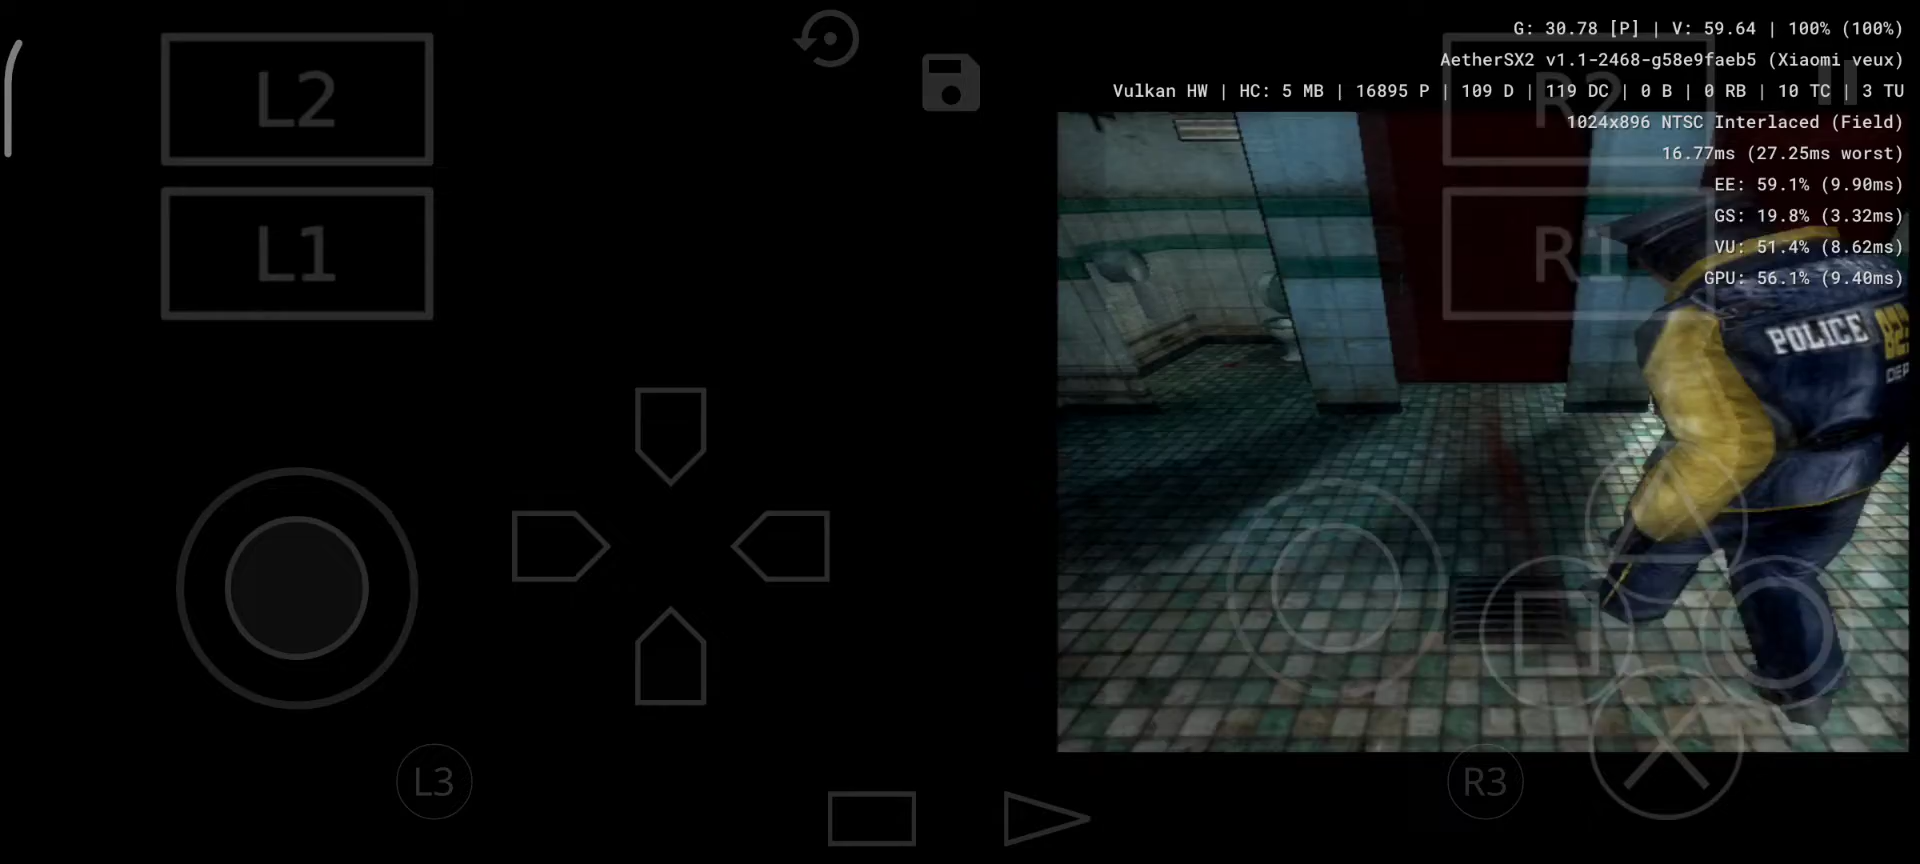 G: 30.78 [P] | V: 59.64 | 100% (100%)
AetherSX2 v1.1-2468-g58e9faeb5 (Xiaomi veux)
Vulkan HW | HC: 5 MB | 16895 P | 109 D | 119 DC | 0 B | 0 RB | 10 TC | 3 TU
1024x896 NTSC Interlaced (Field)
16.77ms (27.25ms worst)
EE: 59.1% (9.90ms)
GS: 19.8% (3.32ms)
VU: 51.4% (8.62ms)
GPU: 56.1% (9.40ms)
L2
R2
L1
R1
POLICE
L3
R3